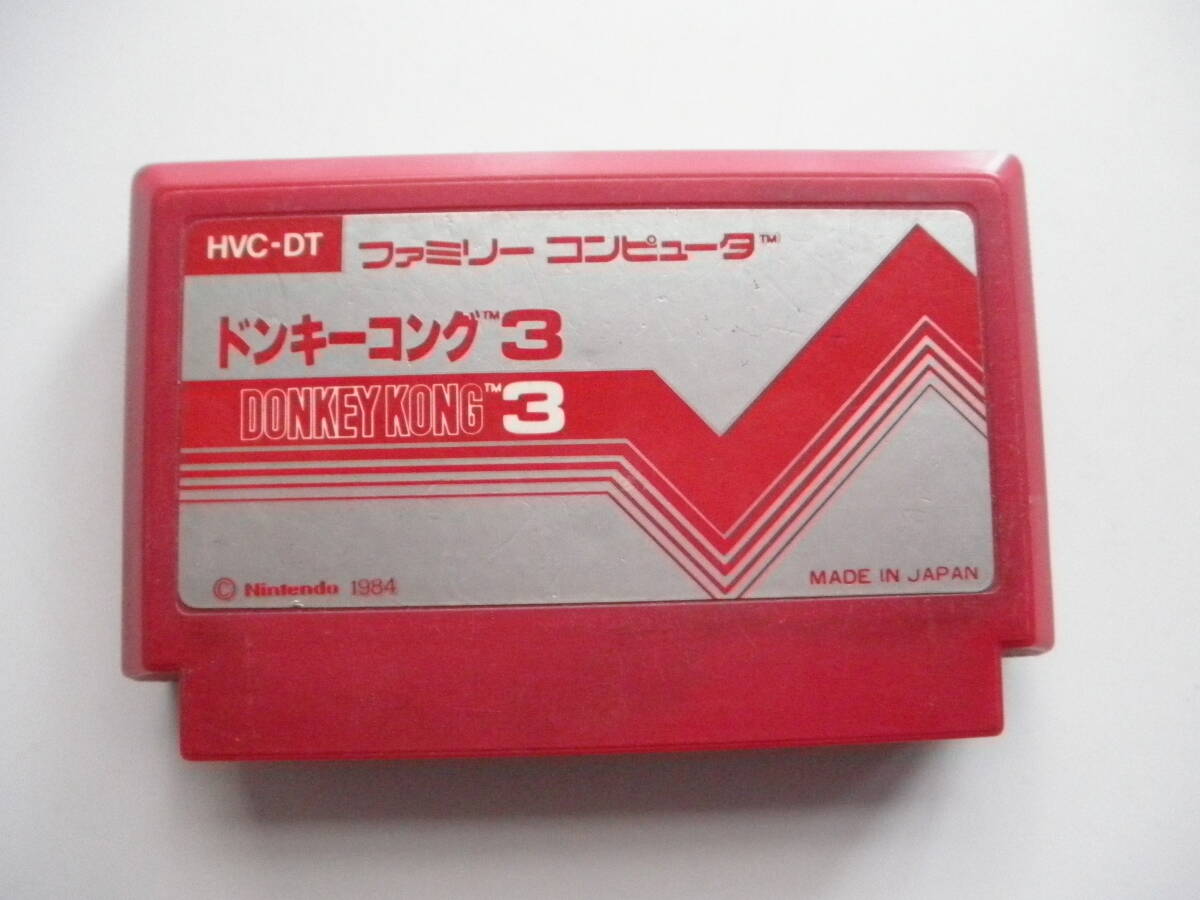 HVC-DT ファミリー コンピュータ™
ドンキーコング™3
DONKEY KONG™3
© Nintendo 1984
MADE IN JAPAN